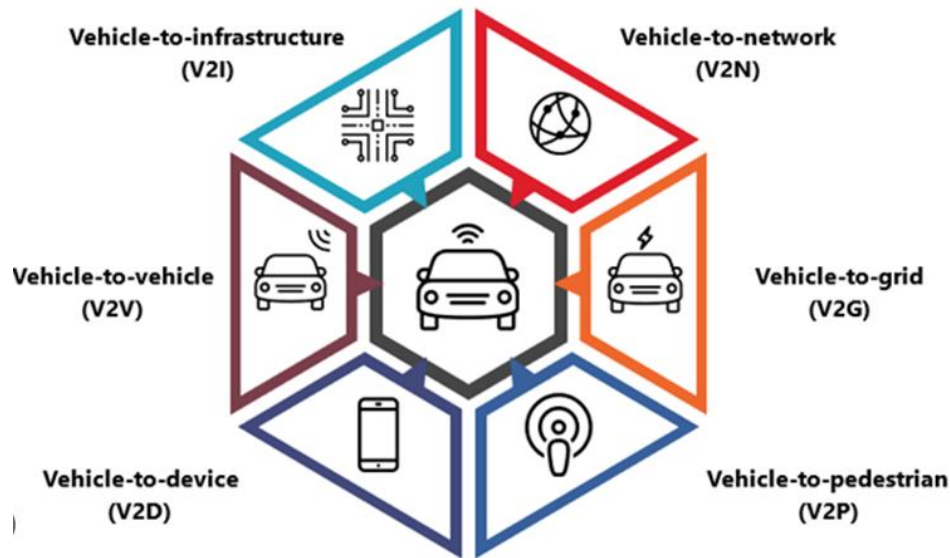 Vehicle-to-infrastructure
(V2I)
Vehicle-to-network
(V2N)
Vehicle-to-vehicle
(V2V)
Vehicle-to-grid
(V2G)
Vehicle-to-device
(V2D)
Vehicle-to-pedestrian
(V2P)
)